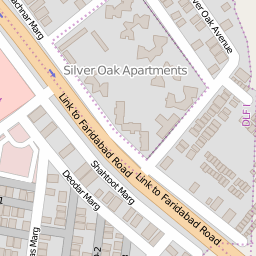 Silver Oak Avenue
Silver Oak Apartments
Link to Faridabad Road
DLF
Shahtoot Marg
Link to Faridabad Road
Deodar Marg
Marg